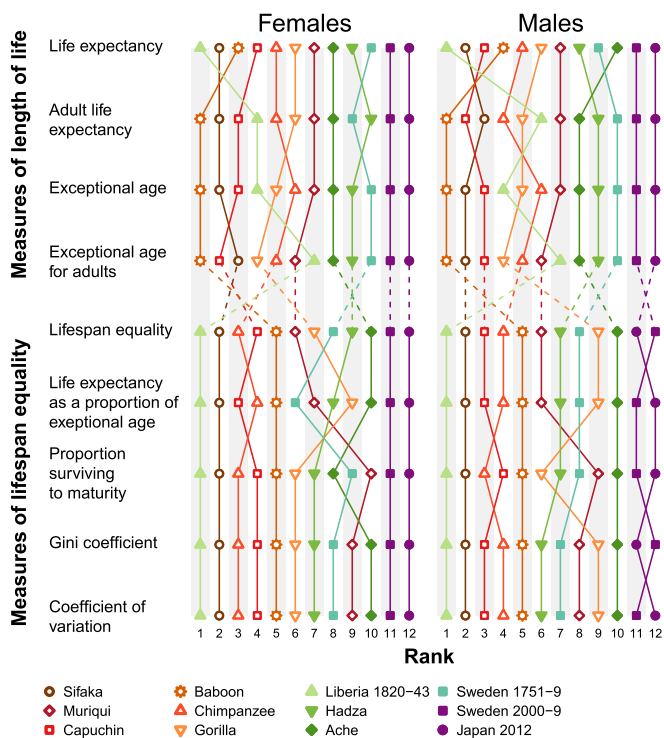 Females
Males
Measures of length of life
Life expectancy
Adult life
expectancy
Exceptional age
Exceptional age
for adults
Measures of lifespan equality
Lifespan equality
Life expectancy
as a proportion of
exeptional age
Proportion
surviving
to maturity
Gini coefficient
Coefficient of
variation
1 2 3 4 5 6 7 8 9 10 11 12
1 2 3 4 5 6 7 8 9 10 11 12
Rank
Sifaka
Baboon
Liberia 1820−43
Sweden 1751−9
Muriqui
Chimpanzee
Hadza
Sweden 2000−9
Capuchin
Gorilla
Ache
Japan 2012